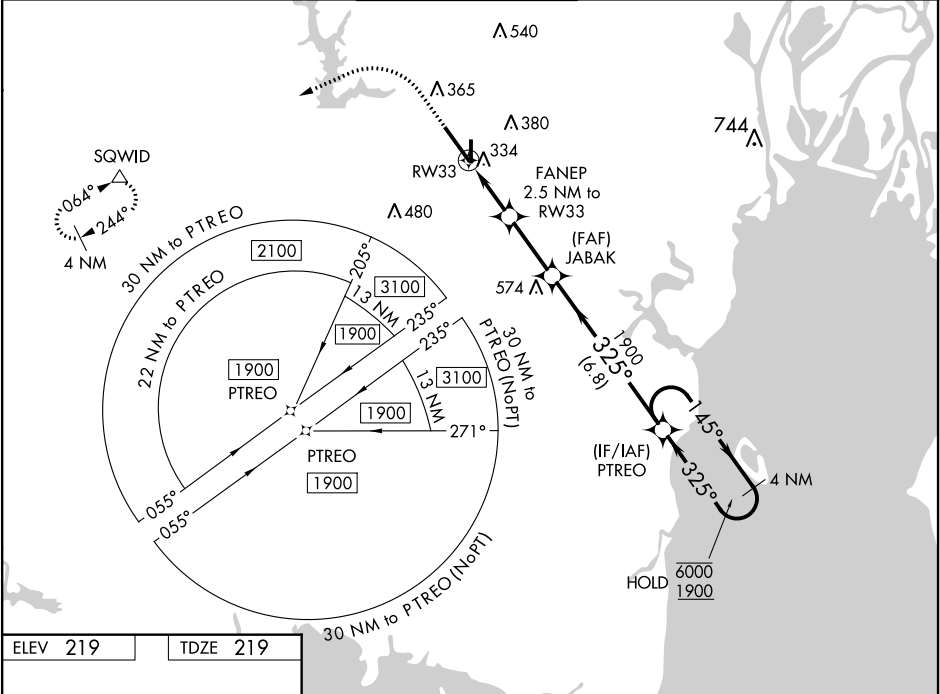 540
365
380
744
334
RW33
SQWID
FANEP
2.5 NM to
RW33
064°
244°
4 NM
480
(FAF)
JABAK
30 NM to PTREO
2100
205°
3100
574
22 NM to PTREO
13 NM
235°
1900
235°
30 NM to
PTREO (NoPT)
1900
325°
(6.8)
1900
PTREO
13 NM
3100
1900
271°
145°
(IF/IAF)
PTREO
PTREO
1900
325°
4 NM
055°
055°
HOLD
6000
1900
30 NM to PTREO (NoPT)
ELEV 219
TDZE 219